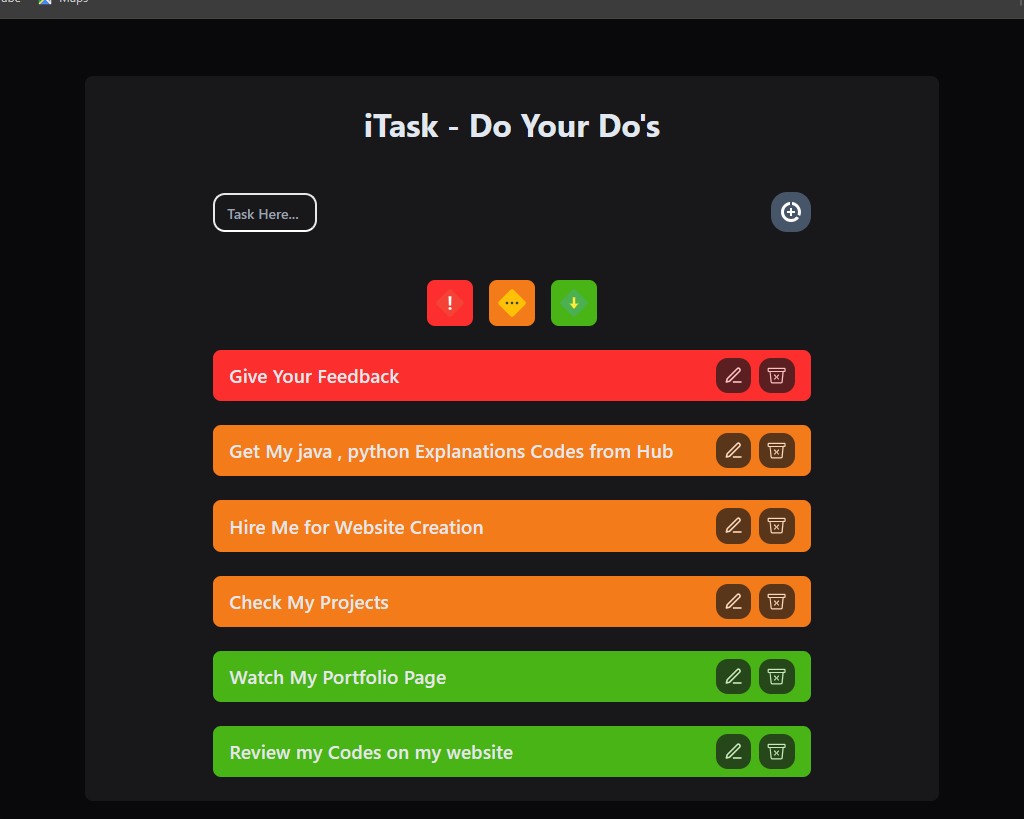 Maps
iTask - Do Your Do's
Task Here...
Give Your Feedback
Get My java , python Explanations Codes from Hub
Hire Me for Website Creation
Check My Projects
Watch My Portfolio Page
Review my Codes on my website